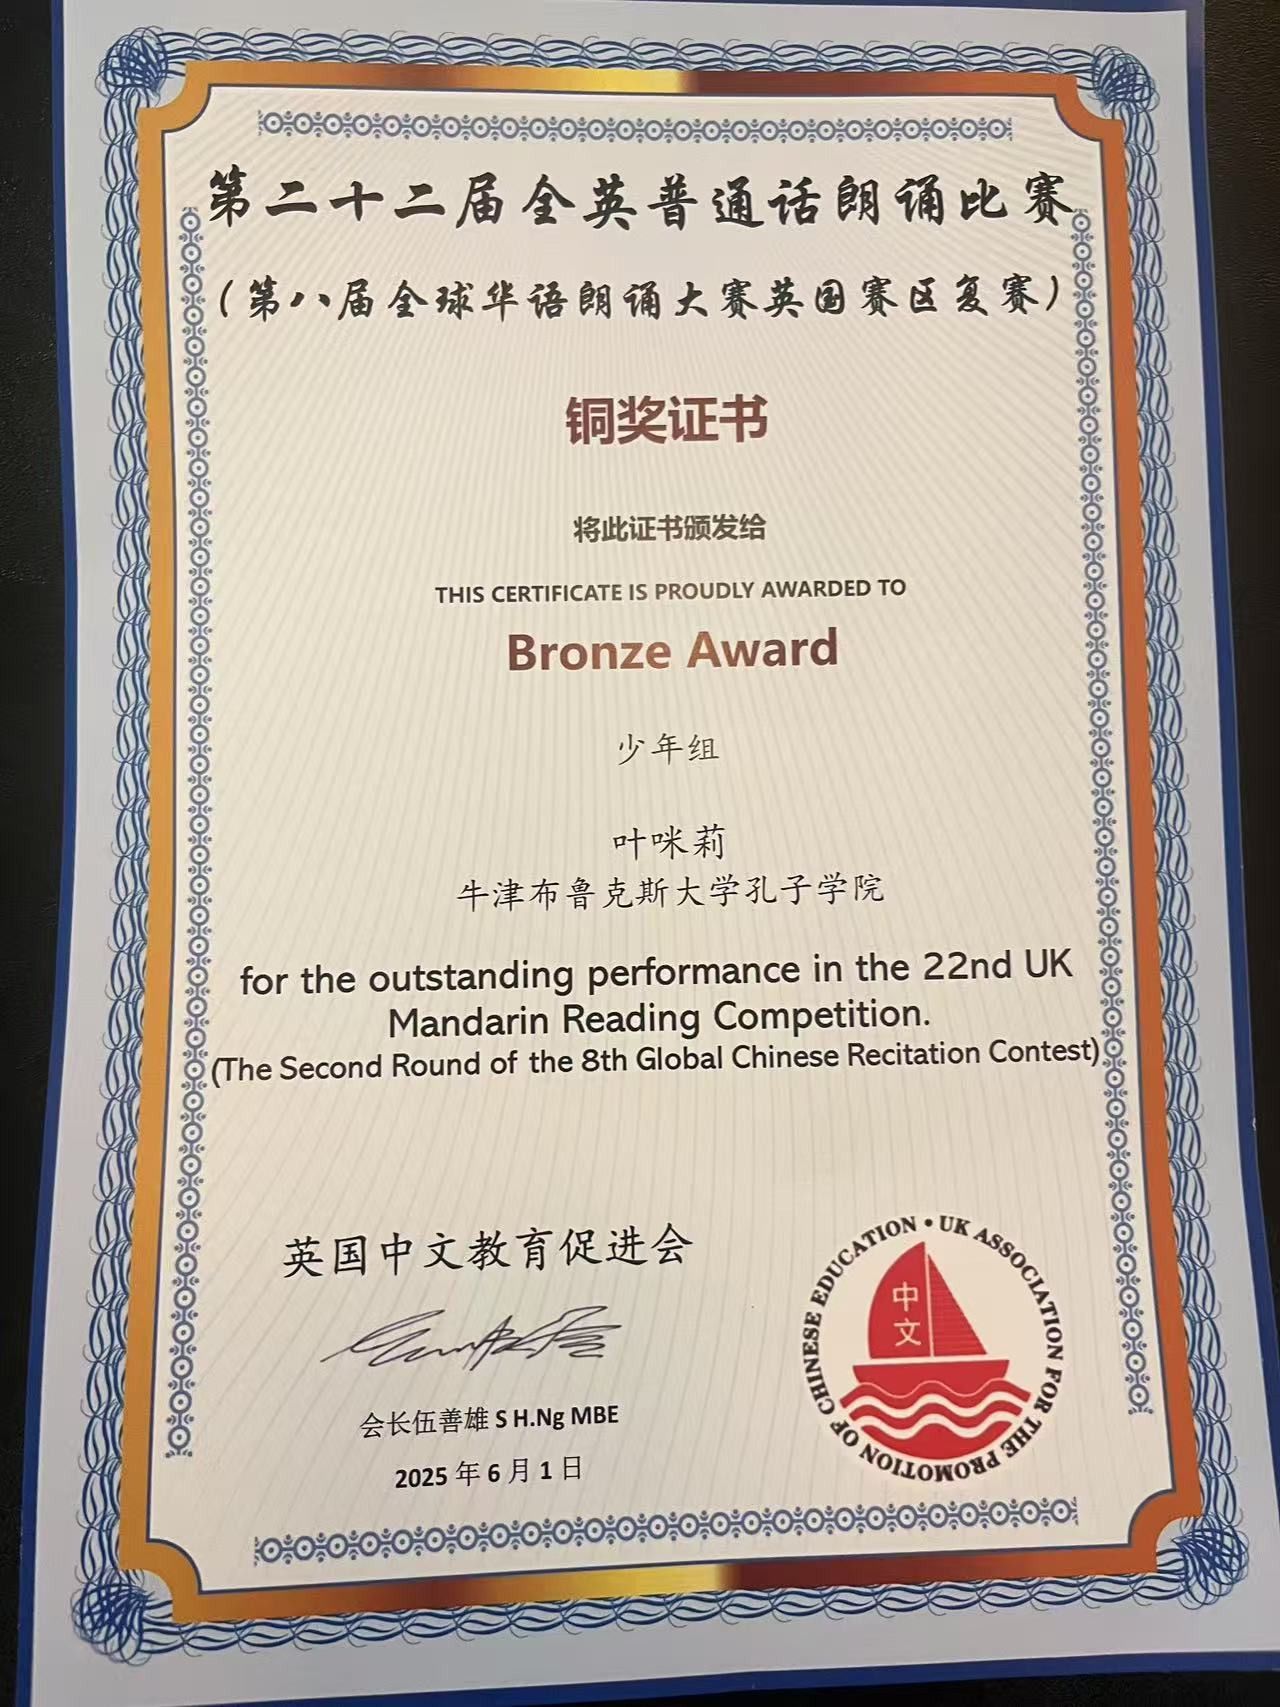 第二十二届全英普通话朗诵比赛
（第八届全球华语朗诵大赛英国赛区复赛）
铜奖证书
将此证书颁发给
THIS CERTIFICATE IS PROUDLY AWARDED TO
Bronze Award
少年组
叶咪莉
牛津布鲁克斯大学孔子学院
for the outstanding performance in the 22nd UK
Mandarin Reading Competition.
(The Second Round of the 8th Global Chinese Recitation Contest)
英国中文教育促进会
会长伍善雄 S H.Ng MBE
2025 年 6 月 1 日
UK ASSOCIATION FOR THE PROMOTION OF CHINESE EDUCATION •
中
文